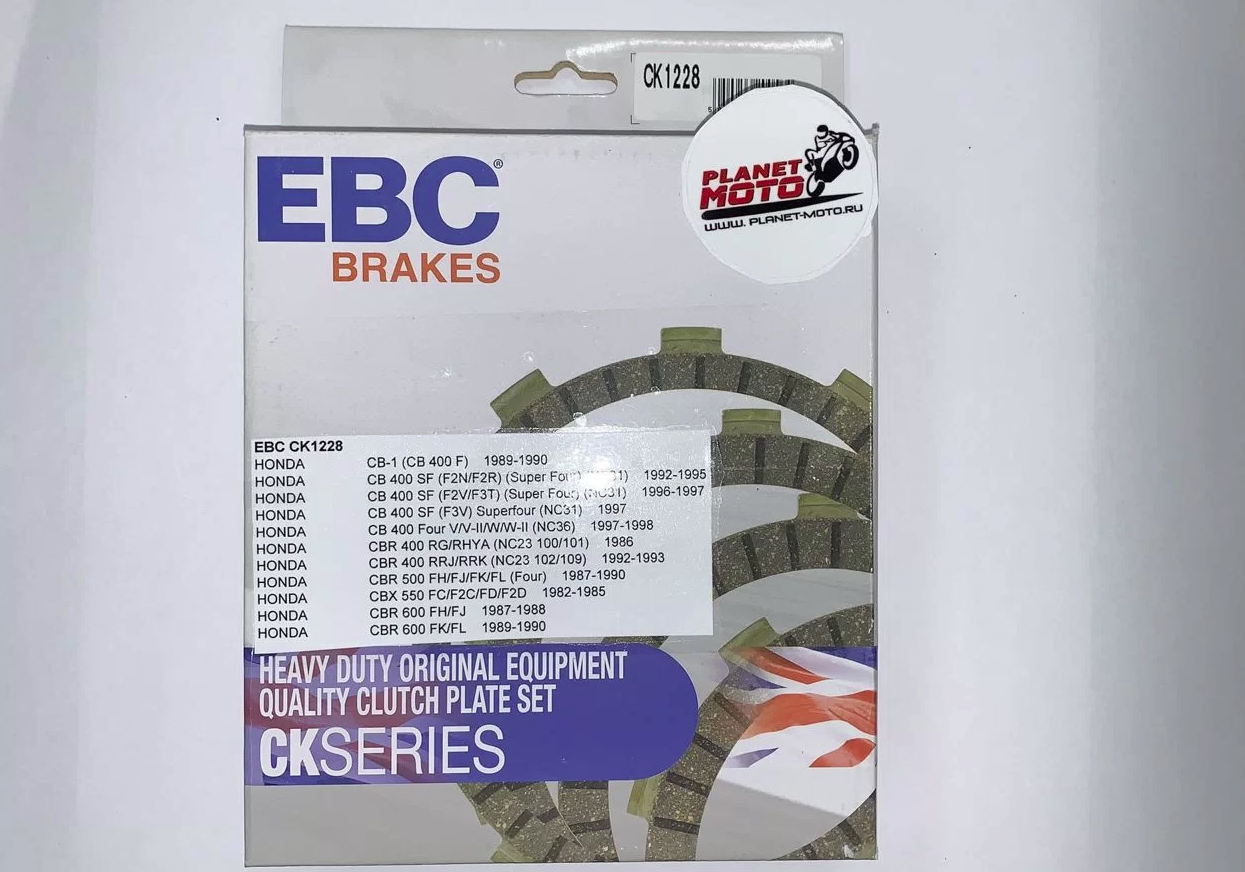 CK1228
PLANET
MOTO
WWW.PLANET-MOTO.RU
EBC®
BRAKES
EBC CK1228
HONDA CB-1 (CB 400 F) 1989-1990
HONDA CB 400 SF (F2N/F2R) (Super Four) 1992-1995
HONDA CB 400 SF (F2V/F3T) (Super Four) (NC31) 1996-1997
HONDA CB 400 SF (F3V) Superfour (NC31) 1997
HONDA CB 400 Four V/V-II/W/W-II (NC36) 1997-1998
HONDA CBR 400 RG/RHYA (NC23 100/101) 1986
HONDA CBR 400 RRJ/RRK (NC23 102/109) 1992-1993
HONDA CBR 500 FH/FJ/FK/FL (Four) 1987-1990
HONDA CBX 550 FC/F2C/FD/F2D 1982-1985
HONDA CBR 600 FH/FJ 1987-1988
HONDA CBR 600 FK/FL 1989-1990
HEAVY DUTY ORIGINAL EQUIPMENT
QUALITY CLUTCH PLATE SET
CKSERIES